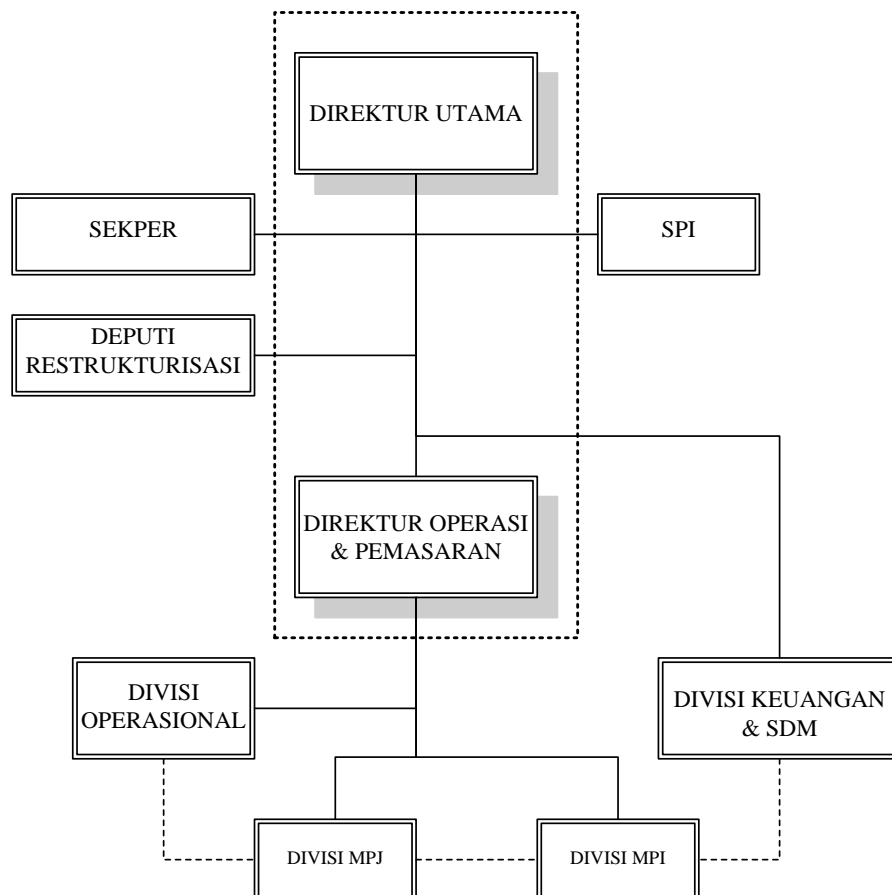 DIREKTUR UTAMA
SEKPER
SPI
DEPUTI
RESTRUKTURISASI
DIREKTUR OPERASI
& PEMASARAN
DIVISI
OPERASIONAL
DIVISI KEUANGAN
& SDM
DIVISI MPJ
DIVISI MPI